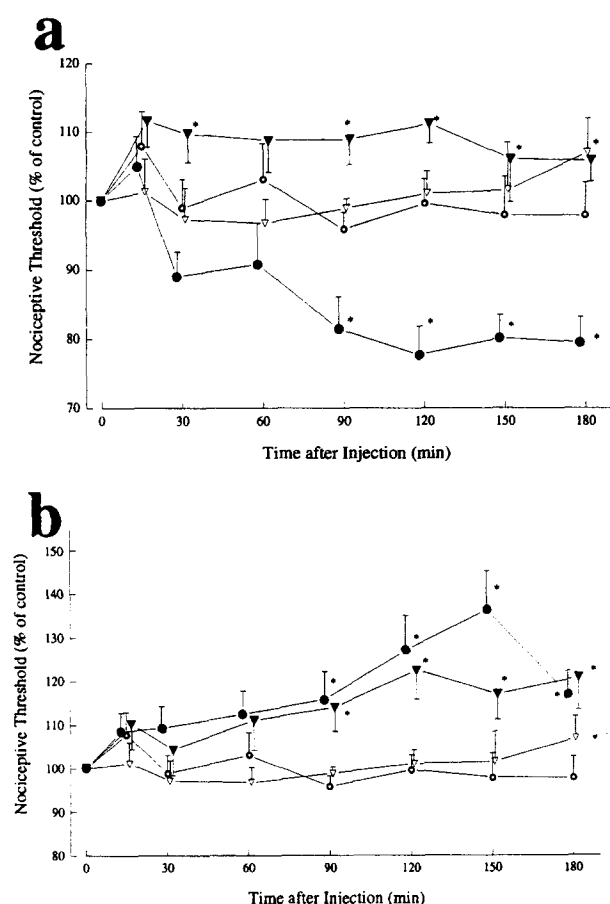 a
120
110
100
90
80
70
Nociceptive Threshold (% of control)
* * * * *
* * * *
0 30 60 90 120 150 180
Time after Injection (min)
b
150
140
130
120
110
100
90
80
Nociceptive Threshold (% of control)
* * * *
* * * *
*
0 30 60 90 120 150 180
Time after Injection (min)